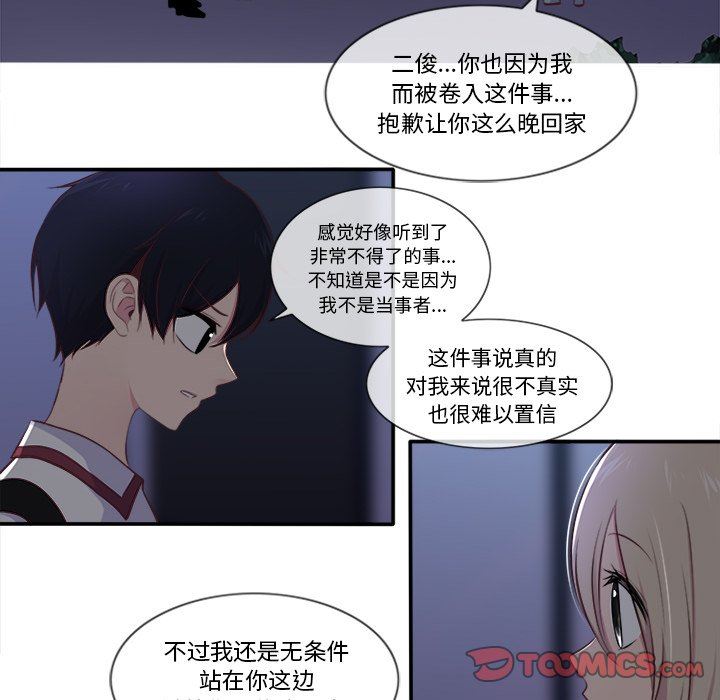 二俊...你也因为我
而被卷入这件事...
抱歉让你这么晚回家
感觉好像听到了
非常不得了的事...
不知道是不是因为
我不是当事者...
这件事说真的
对我来说很不真实
也很难以置信
不过我还是无条件
站在你这边
TOOMICS.com